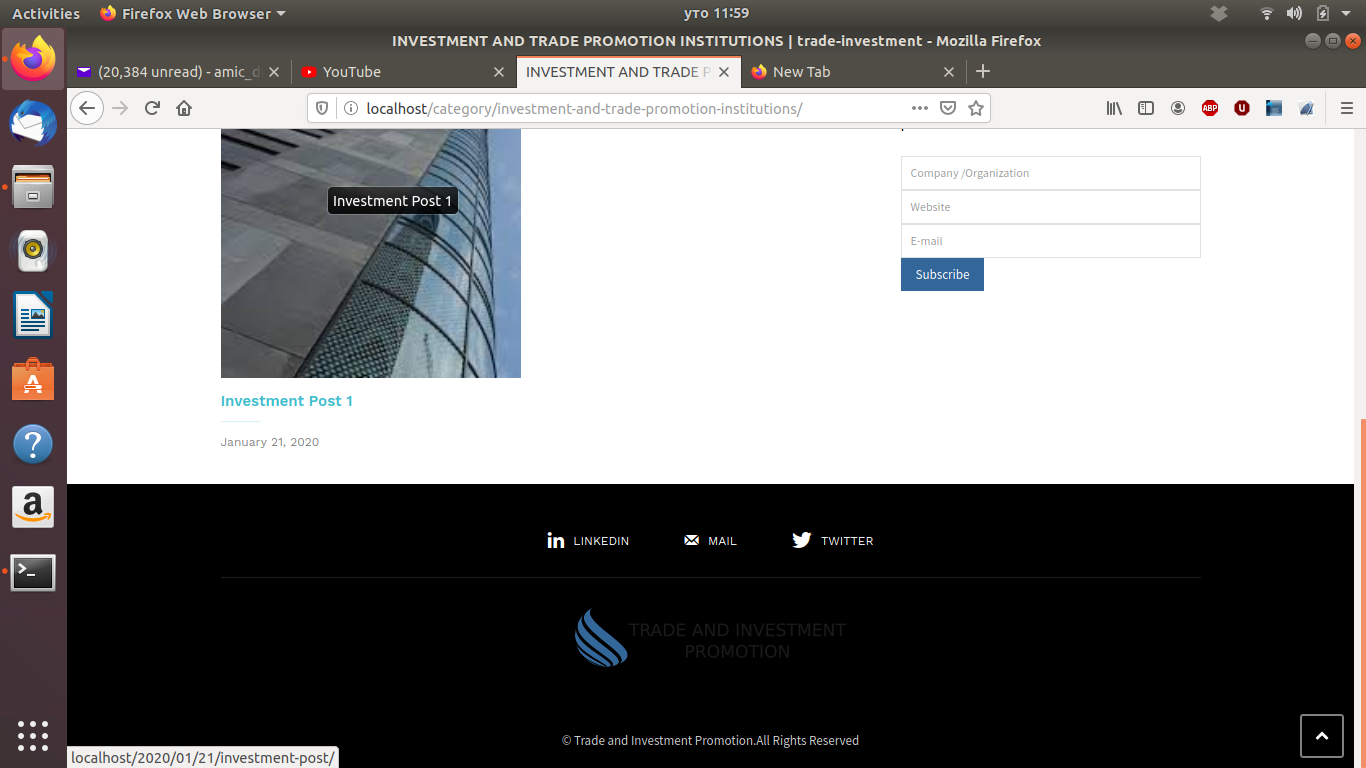 Activities
Firefox Web Browser
уто 11:59
INVESTMENT AND TRADE PROMOTION INSTITUTIONS | trade-investment - Mozilla Firefox
(20,384 unread) - amic_d
YouTube
INVESTMENT AND TRADE P
New Tab
localhost/category/investment-and-trade-promotion-institutions/
ABP
Company /Organization
Investment Post 1
Website
E-mail
Subscribe
Investment Post 1
January 21, 2020
LINKEDIN
MAIL
TWITTER
TRADE AND INVESTMENT
PROMOTION
© Trade and Investment Promotion.All Rights Reserved
localhost/2020/01/21/investment-post/